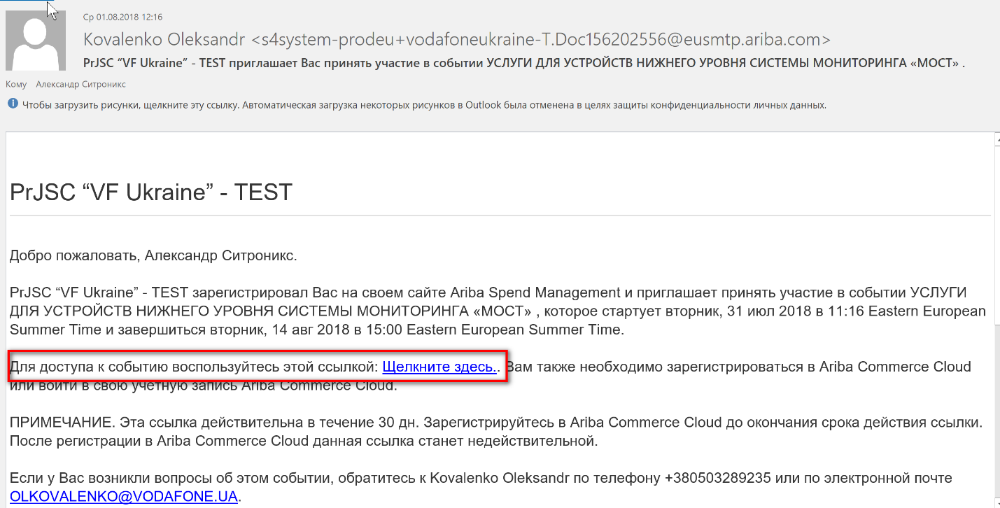 Ср 01.08.2018 12:16
Kovalenko Oleksandr <s4system-prodeu+vodafoneukraine-T.Doc156202556@eusmtp.ariba.com>
PrJSC “VF Ukraine” - TEST приглашает Вас принять участие в событии УСЛУГИ ДЛЯ УСТРОЙСТВ НИЖНЕГО УРОВНЯ СИСТЕМЫ МОНИТОРИНГА «МОСТ» .
Кому Александр Ситроникс
Чтобы загрузить рисунки, щелкните эту ссылку. Автоматическая загрузка некоторых рисунков в Outlook была отменена в целях защиты конфиденциальности личных данных.
PrJSC “VF Ukraine” - TEST
Добро пожаловать, Александр Ситроникс.
PrJSC “VF Ukraine” - TEST зарегистрировал Вас на своем сайте Ariba Spend Management и приглашает принять участие в событии УСЛУГИ
ДЛЯ УСТРОЙСТВ НИЖНЕГО УРОВНЯ СИСТЕМЫ МОНИТОРИНГА «МОСТ» , которое стартует вторник, 31 июл 2018 в 11:16 Eastern European
Summer Time и завершиться вторник, 14 авг 2018 в 15:00 Eastern European Summer Time.
Для доступа к событию воспользуйтесь этой ссылкой: Щелкните здесь.. Вам также необходимо зарегистрироваться в Ariba Commerce Cloud
или войти в свою учетную запись Ariba Commerce Cloud.
ПРИМЕЧАНИЕ. Эта ссылка действительна в течение 30 дн. Зарегистрируйтесь в Ariba Commerce Cloud до окончания срока действия ссылки.
После регистрации в Ariba Commerce Cloud данная ссылка станет недействительной.
Если у Вас возникли вопросы об этом событии, обратитесь к Kovalenko Oleksandr по телефону +380503289235 или по электронной почте
OLKOVALENKO@VODAFONE.UA.